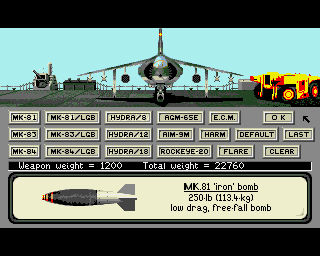 MK-81 MK-81/LGB HYDRA/8 AGM-65E E.C.M. OK
MK-83 MK-83/LGB HYDRA/12 AIM-9M HARM DEFAULT LAST
MK-84 MK-84/LGB HYDRA/18 ROCKEYE-20 FLARE CLEAR
Weapon weight = 1200 Total weight = 22760
MK.81 'iron' bomb
250-lb (113.4-kg)
low drag, free-fall bomb